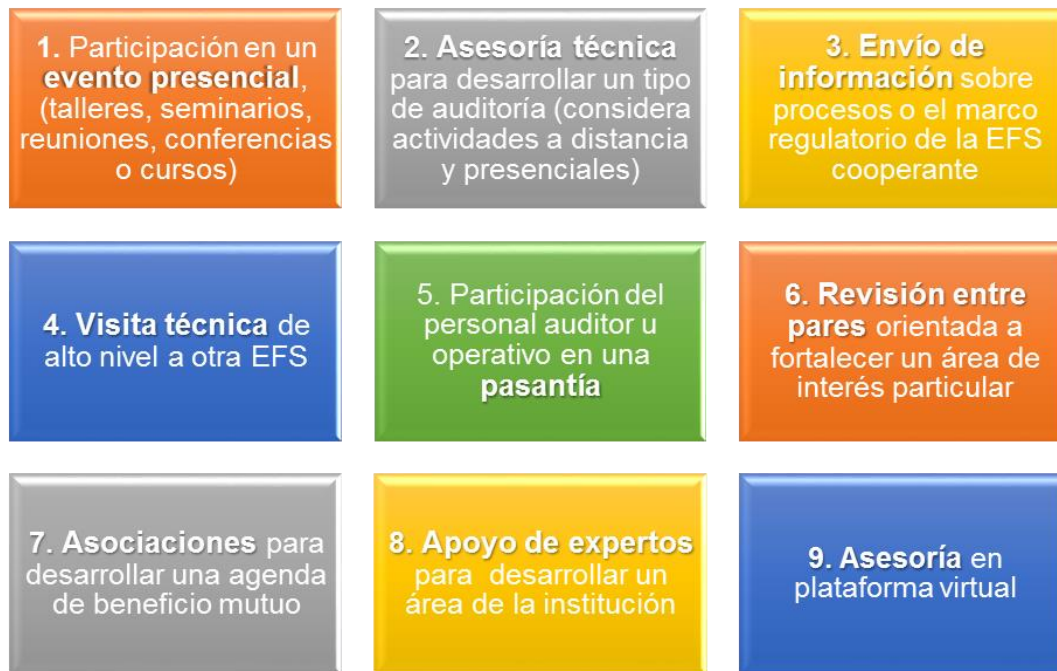 1. Participación en un
evento presencial,
(talleres, seminarios,
reuniones, conferencias
o cursos)
2. Asesoría técnica
para desarrollar un tipo
de auditoría (considera
actividades a distancia
y presenciales)
3. Envío de
información sobre
procesos o el marco
regulatorio de la EFS
cooperante
4. Visita técnica de
alto nivel a otra EFS
5. Participación del
personal auditor u
operativo en una
pasantía
6. Revisión entre
pares orientada a
fortalecer un área de
interés particular
7. Asociaciones para
desarrollar una agenda
de beneficio mutuo
8. Apoyo de expertos
para desarrollar un
área de la institución
9. Asesoría en
plataforma virtual